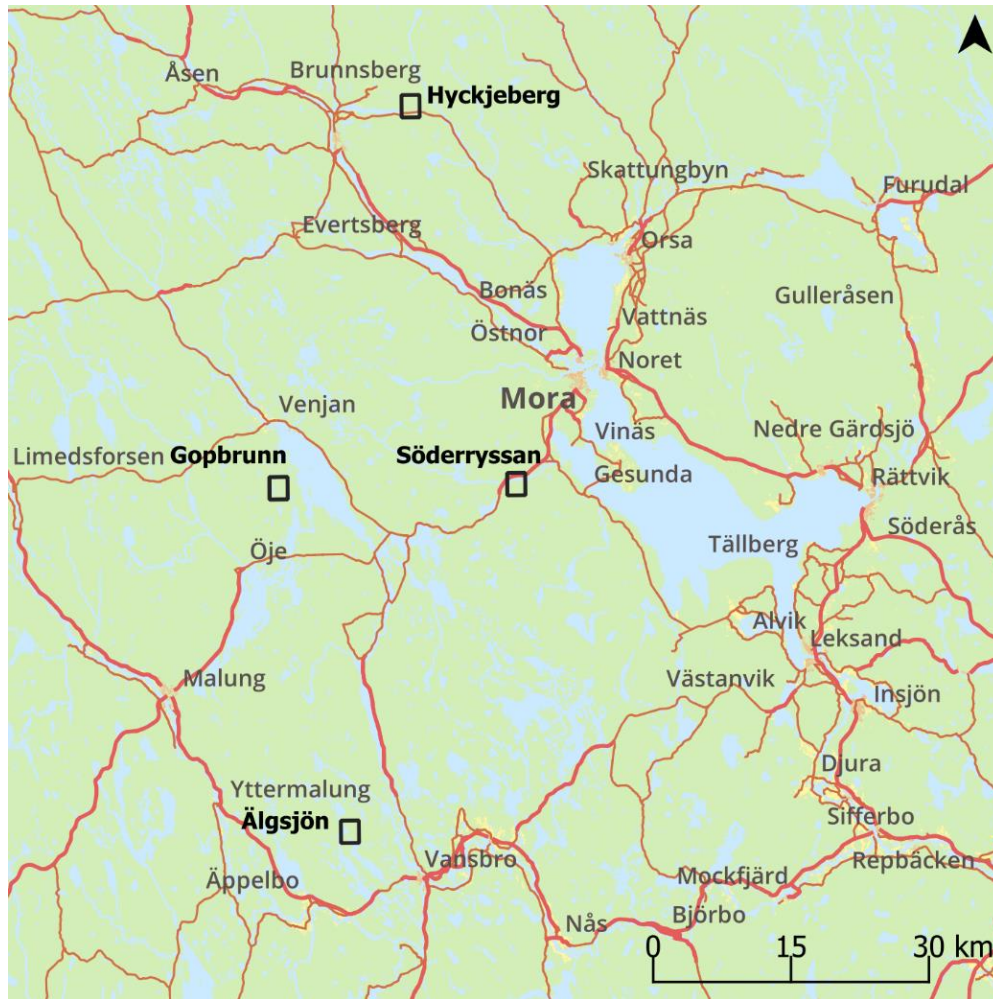 Åsen
Brunnsberg
Hyckjeberg
Skattungbyn
Furudal
Evertsberg
Orsa
Bonäs
Gulleråsen
Vattnäs
Östnor
Noret
Mora
Venjan
Vinäs
Nedre Gärdsjö
Limedsforsen
Gopbrunn
Söderryssan
Gesunda
Rättvik
Söderås
Öje
Tällberg
Alvik
Leksand
Malung
Västanvik
Insjön
Djura
Yttermalung
Älgsjön
Sifferbo
Vansbro
Repbäcken
Äppelbo
Mockfjärd
Nås
Björbo
0 15 30 km